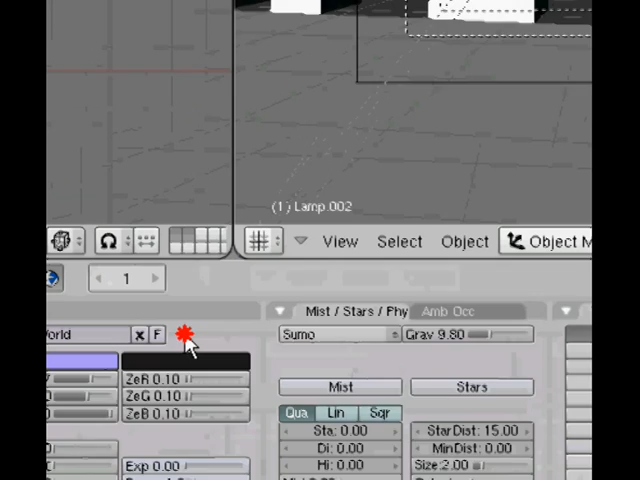 (1) Lamp.002
View Select Object Object M
1
Mist / Stars / Phy Amb Occ
orld X F Sumo Grav 9.80
ZeR 0.10 Mist Stars
ZeG 0.10
ZeB 0.10 Qua Lin Sqr
Sta: 0.00 StarDist: 15.00
Di: 0.00 MinDist: 0.00
Exp 0.00 Hi: 0.00 Size:2.00